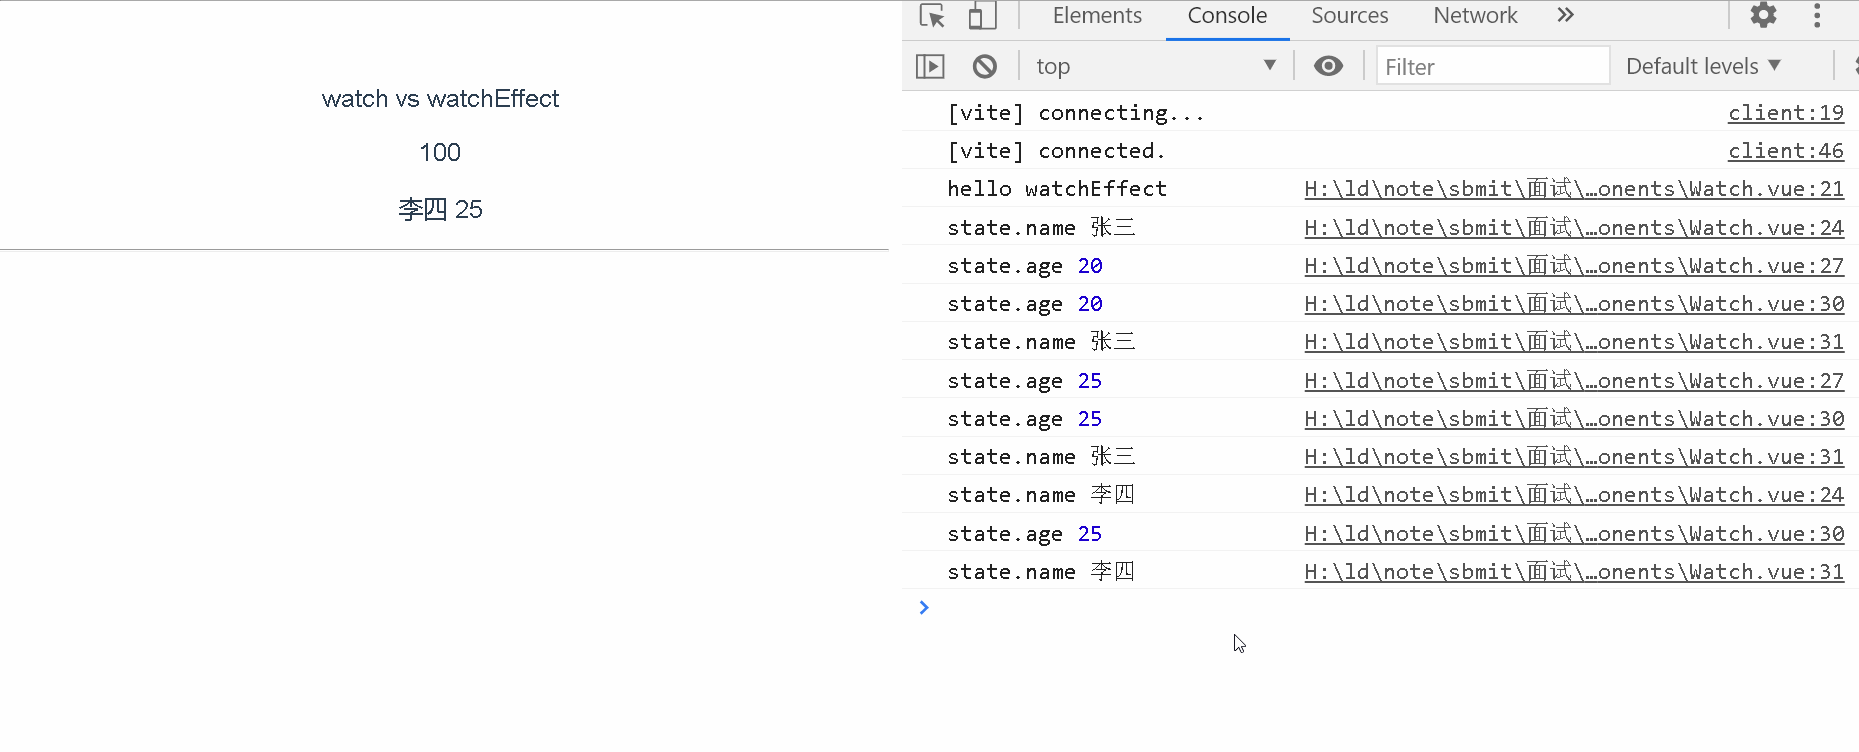 watch vs watchEffect
100
李四 25
Elements Console Sources Network »
top Filter Default levels
[vite] connecting... client:19
[vite] connected. client:46
hello watchEffect H:\ld\note\sbmit\面试\…onents\Watch.vue:21
state.name 张三 H:\ld\note\sbmit\面试\…onents\Watch.vue:24
state.age 20 H:\ld\note\sbmit\面试\…onents\Watch.vue:27
state.age 20 H:\ld\note\sbmit\面试\…onents\Watch.vue:30
state.name 张三 H:\ld\note\sbmit\面试\…onents\Watch.vue:31
state.age 25 H:\ld\note\sbmit\面试\…onents\Watch.vue:27
state.age 25 H:\ld\note\sbmit\面试\…onents\Watch.vue:30
state.name 张三 H:\ld\note\sbmit\面试\…onents\Watch.vue:31
state.name 李四 H:\ld\note\sbmit\面试\…onents\Watch.vue:24
state.age 25 H:\ld\note\sbmit\面试\…onents\Watch.vue:30
state.name 李四 H:\ld\note\sbmit\面试\…onents\Watch.vue:31